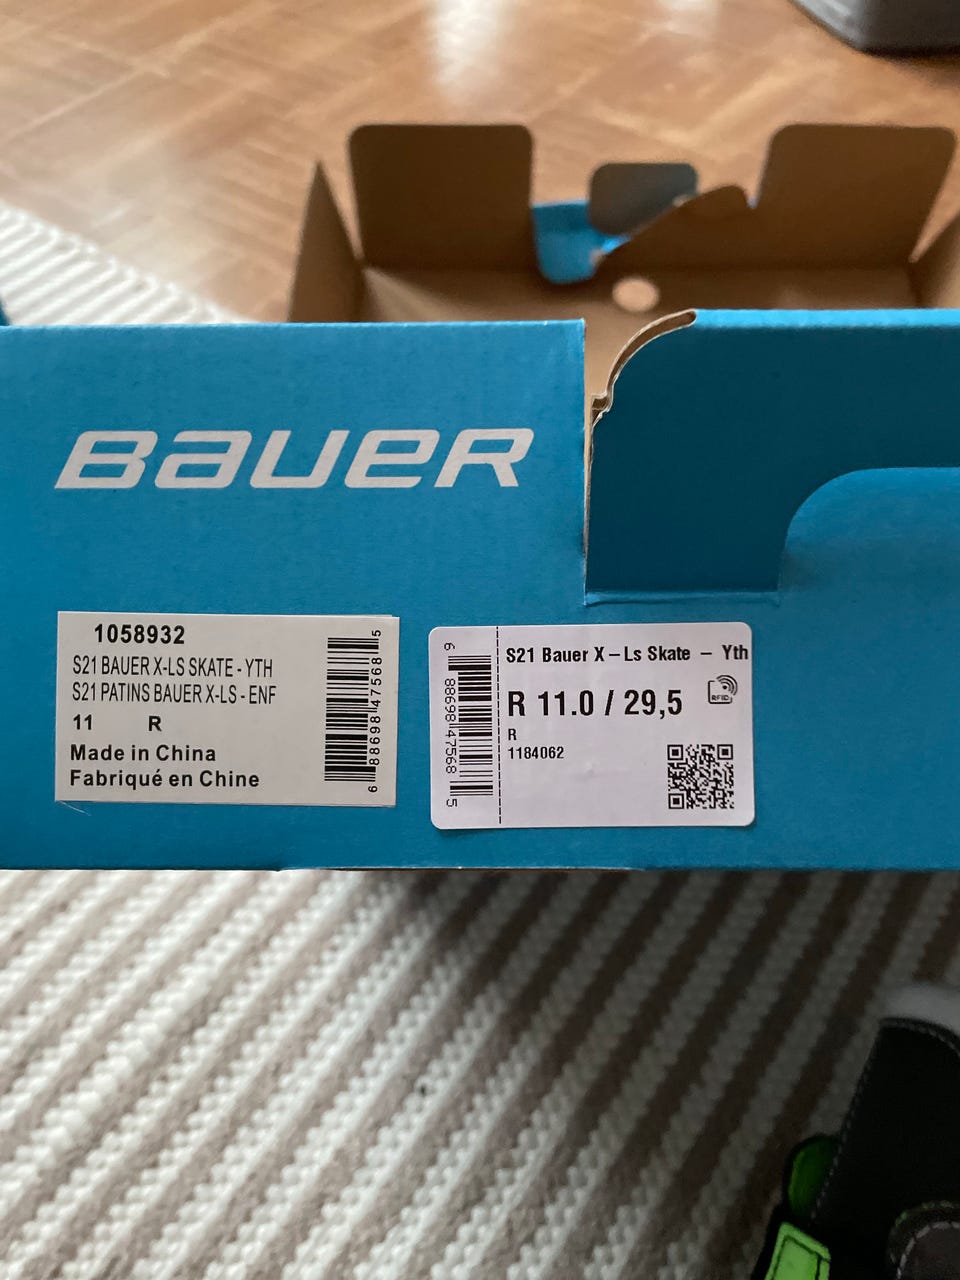 BAUER
1058932
S21 BAUER X-LS SKATE - YTH
S21 PATINS BAUER X-LS - ENF
11 R
Made in China
Fabriqué en Chine
6 88698 47568 5
6 88698 47568 5
S21 Bauer X – Ls Skate – Yth
R 11.0 / 29,5
RFID
R
1184062